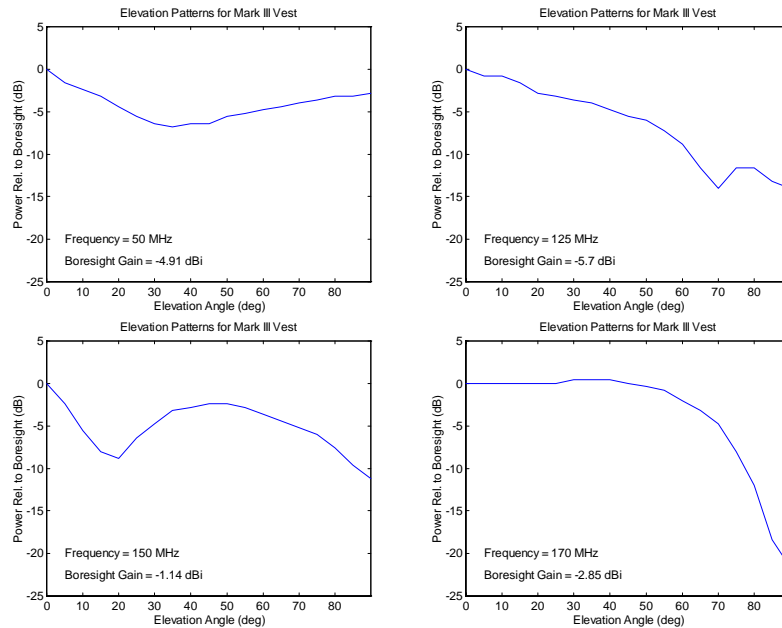 Elevation Patterns for Mark III Vest
Power Rel. to Boresight (dB)
5
0
-5
-10
-15
-20
-25
Frequency = 50 MHz
Boresight Gain = -4.91 dBi
0 10 20 30 40 50 60 70 80
Elevation Angle (deg)
Elevation Patterns for Mark III Vest
Power Rel. to Boresight (dB)
5
0
-5
-10
-15
-20
-25
Frequency = 125 MHz
Boresight Gain = -5.7 dBi
0 10 20 30 40 50 60 70 80
Elevation Angle (deg)
Elevation Patterns for Mark III Vest
Power Rel. to Boresight (dB)
5
0
-5
-10
-15
-20
-25
Frequency = 150 MHz
Boresight Gain = -1.14 dBi
0 10 20 30 40 50 60 70 80
Elevation Angle (deg)
Elevation Patterns for Mark III Vest
Power Rel. to Boresight (dB)
5
0
-5
-10
-15
-20
-25
Frequency = 170 MHz
Boresight Gain = -2.85 dBi
0 10 20 30 40 50 60 70 80
Elevation Angle (deg)